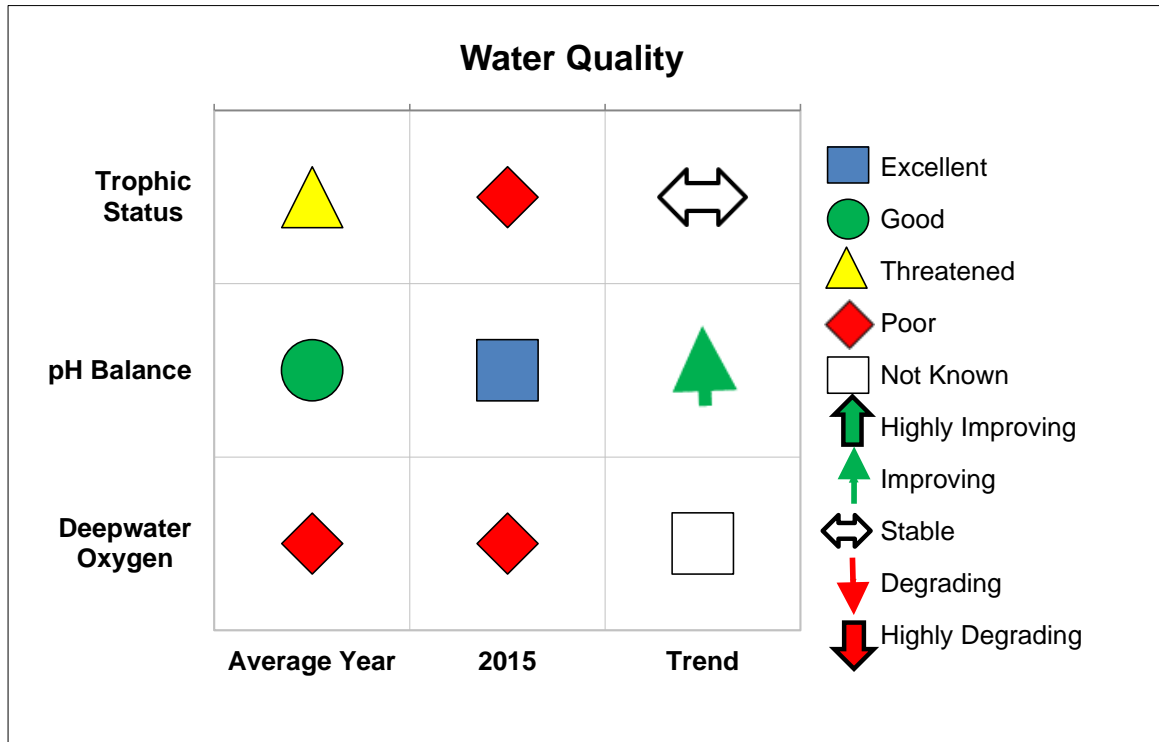 Water Quality
Trophic
Status
pH Balance
Deepwater
Oxygen
Average Year
2015
Trend
Excellent
Good
Threatened
Poor
Not Known
Highly Improving
Improving
Stable
Degrading
Highly Degrading